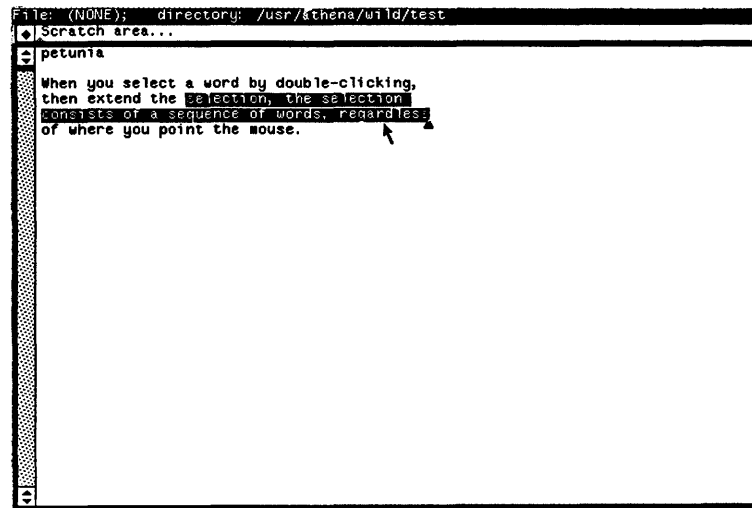 File: (NONE);    directory: /usr/athena/wild/test
Scratch area...
petunia
When you select a word by double-clicking,
then extend the selection, the selection
consists of a sequence of words, regardless
of where you point the mouse.